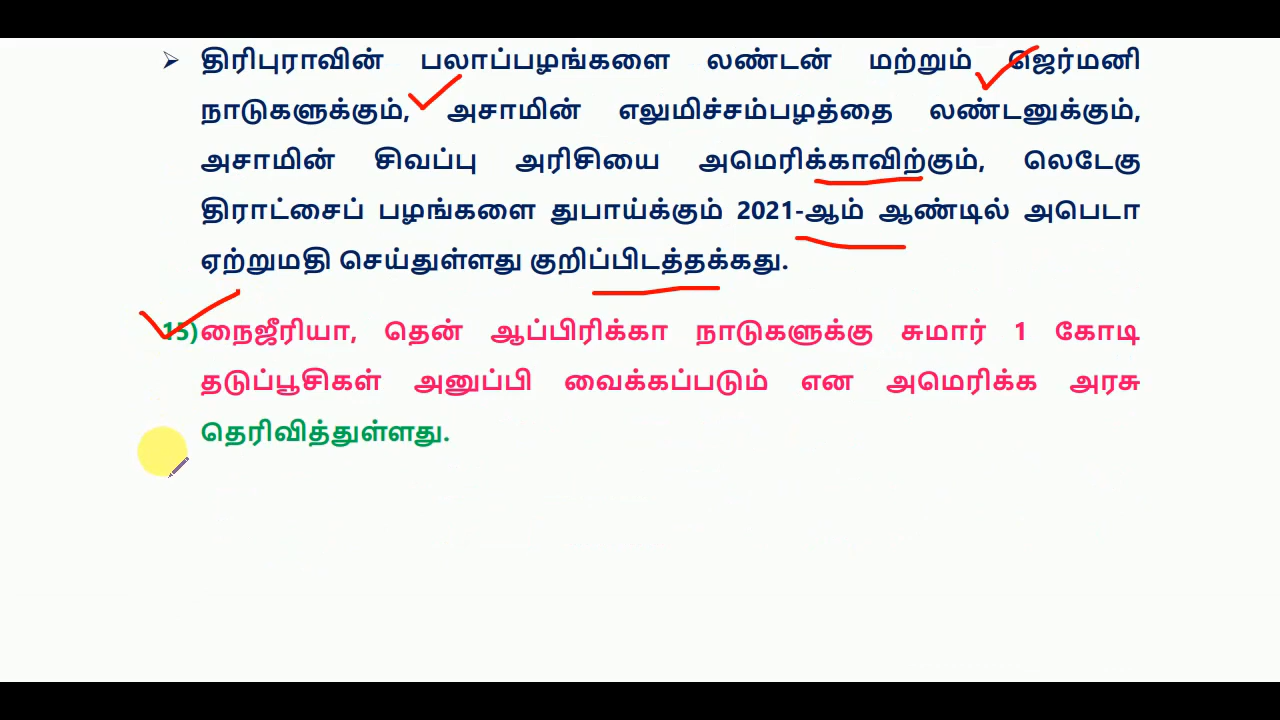 ➢ திரிபுராவின் பலாப்பழங்களை லண்டன் மற்றும் ஜெர்மனி
நாடுகளுக்கும், அசாமின் எலுமிச்சம்பழத்தை லண்டனுக்கும்,
அசாமின் சிவப்பு அரிசியை அமெரிக்காவிற்கும், லெடேகு
திராட்சைப் பழங்களை துபாய்க்கும் 2021-ஆம் ஆண்டில் அபெடா
ஏற்றுமதி செய்துள்ளது குறிப்பிடத்தக்கது.
15) நைஜீரியா, தென் ஆப்பிரிக்கா நாடுகளுக்கு சுமார் 1 கோடி
தடுப்பூசிகள் அனுப்பி வைக்கப்படும் என அமெரிக்க அரசு
தெரிவித்துள்ளது.